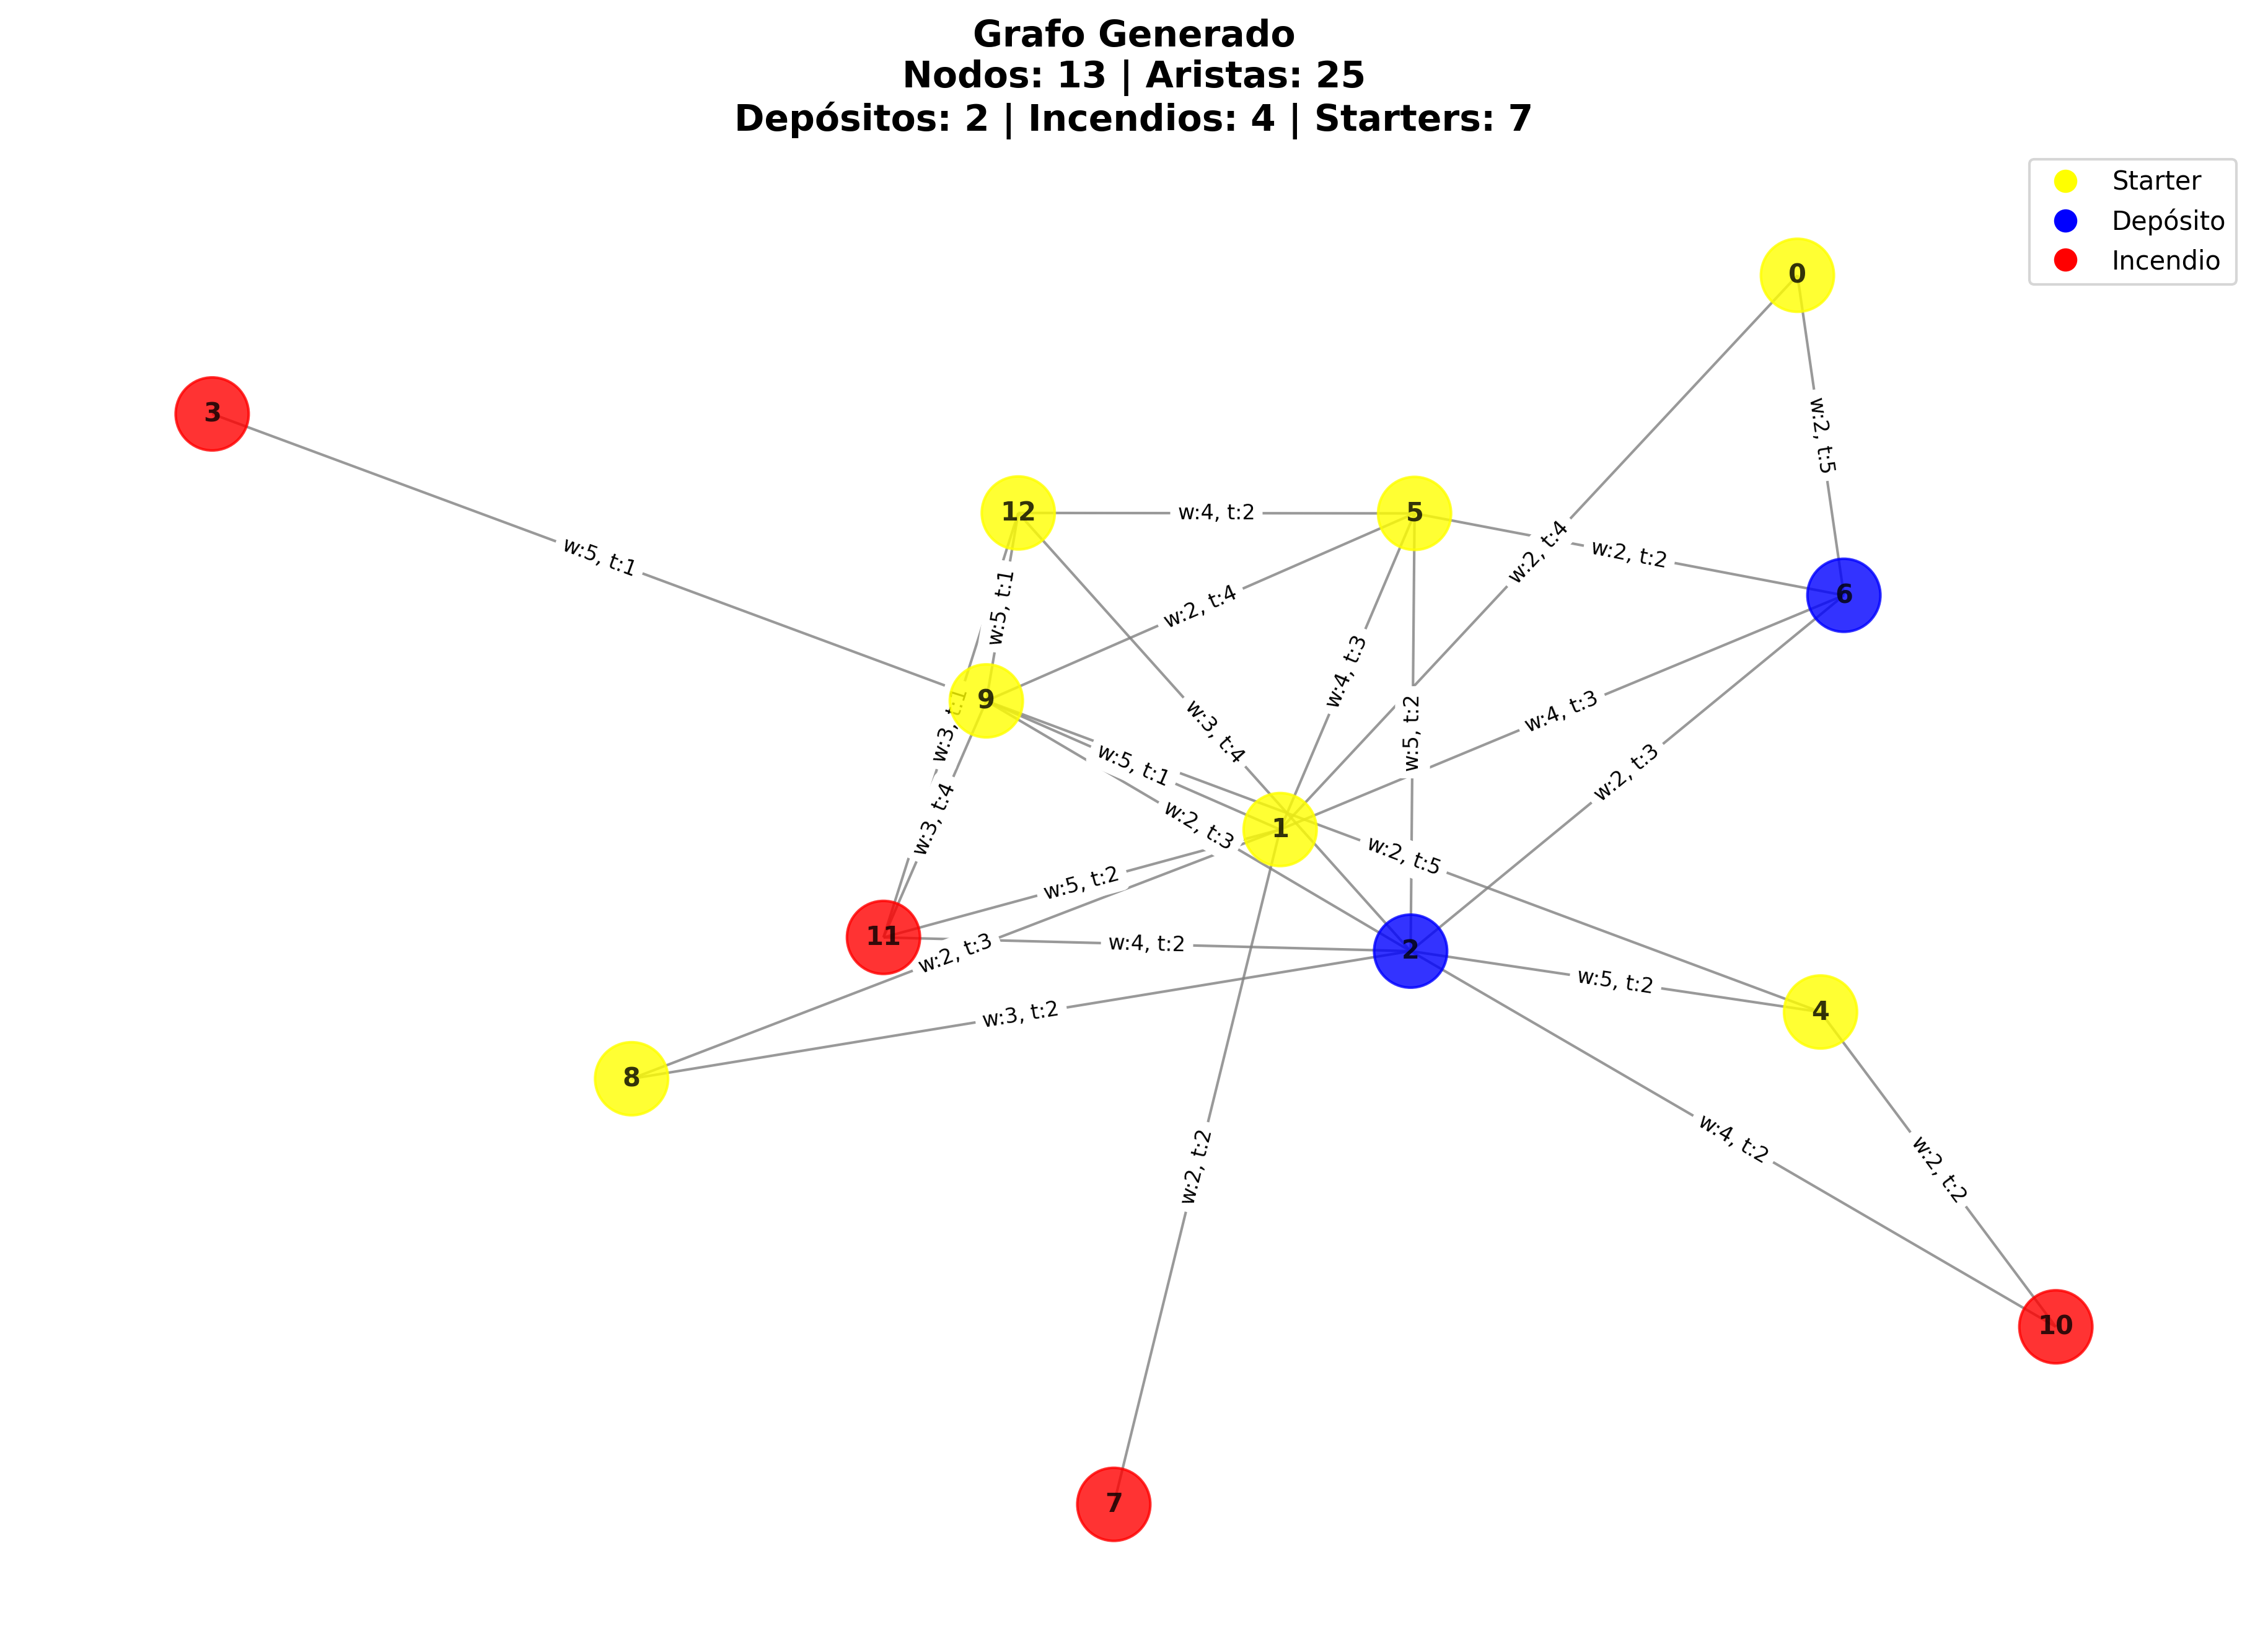 Grafo Generado
Nodos: 13 | Aristas: 25
Depósitos: 2 | Incendios: 4 | Starters: 7
Starter
Depósito
Incendio
0
w:2, t:5
3
12
w:4, t:2
5
w:2, t:4
w:2, t:2
w:5, t:1
6
w:5, t:1
w:2, t:4
w:4, t:3
9
w:3, t:1
w:3, t:4
w:5, t:2
w:4, t:3
w:5, t:1
w:2, t:3
w:3, t:4
w:2, t:3
1
w:2, t:5
w:5, t:2
11
w:2, t:3
w:4, t:2
2
w:5, t:2
4
w:3, t:2
8
w:4, t:2
w:2, t:2
w:2, t:2
10
7